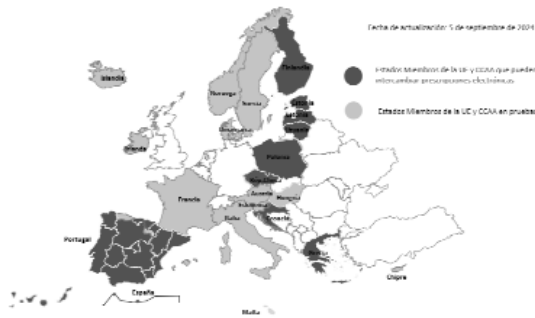 Fecha de actualización: 5 de septiembre de 2024
Estados Miembros de la UE y CCAA que pueden
intercambiar prescripciones electrónicas
Estados Miembros de la UE y CCAA en pruebas
Islandia
Finlandia
Noruega
Suecia
Estonia
Letonia
Lituania
Dinamarca
Irlanda
Polonia
Francia
Austria
Hungría
Italia
Croacia
Portugal
España
Grecia
Chipre
Malta